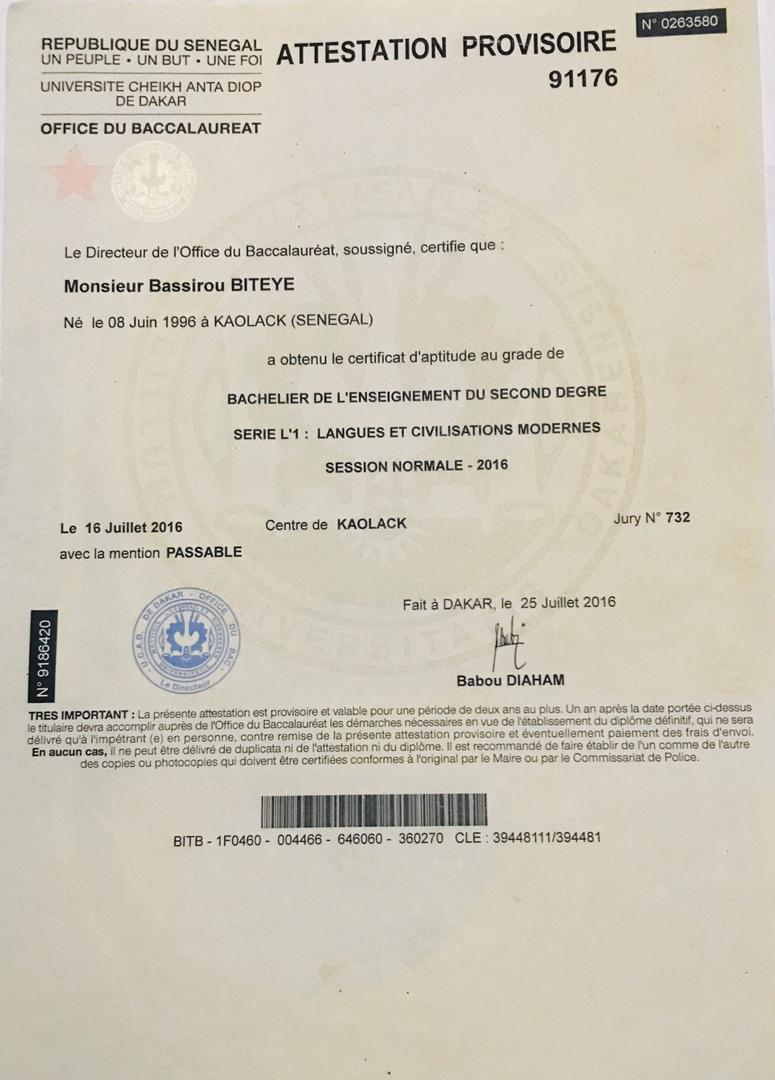 N° 0263580
REPUBLIQUE DU SENEGAL
UN PEUPLE • UN BUT • UNE FOI
UNIVERSITE CHEIKH ANTA DIOP
DE DAKAR
OFFICE DU BACCALAUREAT
ATTESTATION PROVISOIRE
91176
Le Directeur de l'Office du Baccalauréat, soussigné, certifie que :
Monsieur Bassirou BITEYE
Né le 08 Juin 1996 à KAOLACK (SENEGAL)
a obtenu le certificat d'aptitude au grade de
BACHELIER DE L'ENSEIGNEMENT DU SECOND DEGRE
SERIE L'1 : LANGUES ET CIVILISATIONS MODERNES
SESSION NORMALE - 2016
Le 16 Juillet 2016 Centre de KAOLACK Jury N° 732
avec la mention PASSABLE
Fait à DAKAR, le 25 Juillet 2016
U.C.A.D. DE DAKAR - OFFICE DU BAC -
Le Directeur
Babou DIAHAM
N° 9186420
TRES IMPORTANT : La présente attestation est provisoire et valable pour une période de deux ans au plus. Un an après la date portée ci-dessus
le titulaire devra accomplir auprès de l'Office du Baccalauréat les démarches nécessaires en vue de l'établissement du diplôme définitif, qui ne sera
délivré qu'à l'impétrant (e) en personne, contre remise de la présente attestation provisoire et éventuellement paiement des frais d'envoi.
En aucun cas, il ne peut être délivré de duplicata ni de l'attestation ni du diplôme. Il est recommandé de faire établir de l'un comme de l'autre
des copies ou photocopies qui doivent être certifiées conformes à l'original par le Maire ou par le Commissariat de Police.
BITB - 1F0460 - 004466 - 646060 - 360270 CLE : 39448111/394481